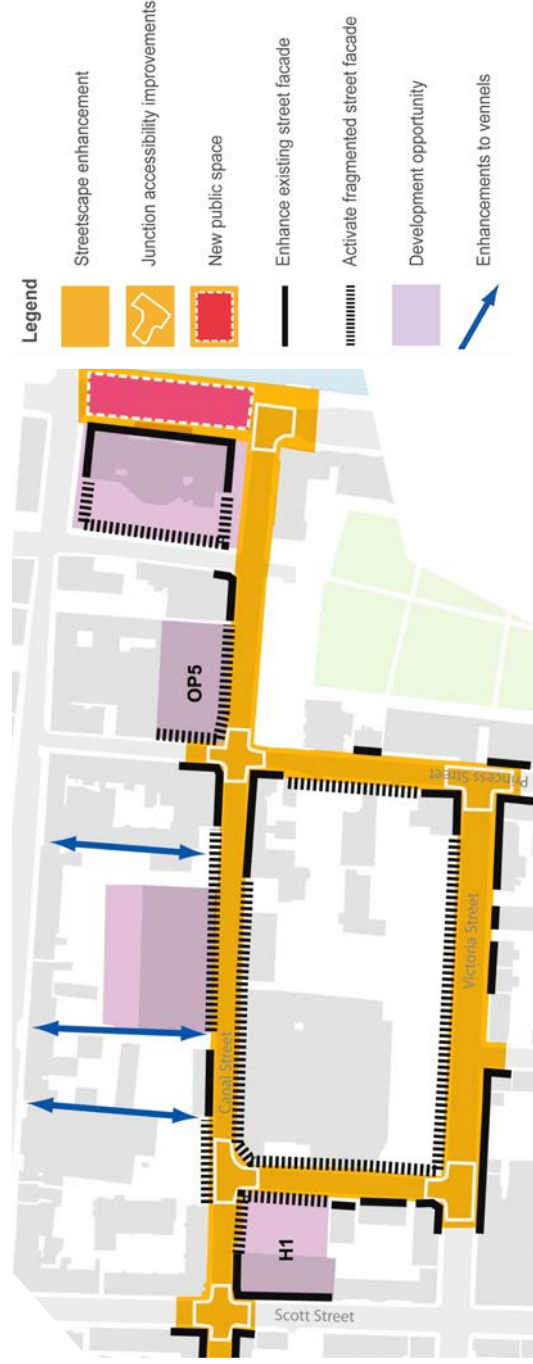 Legend
Streetscape enhancement
Junction accessibility improvements
New public space
Enhance existing street facade
Activate fragmented street facade
Development opportunity
Enhancements to vennels
OP5
Princess Street
Canal Street
Victoria Street
H1
Scott Street